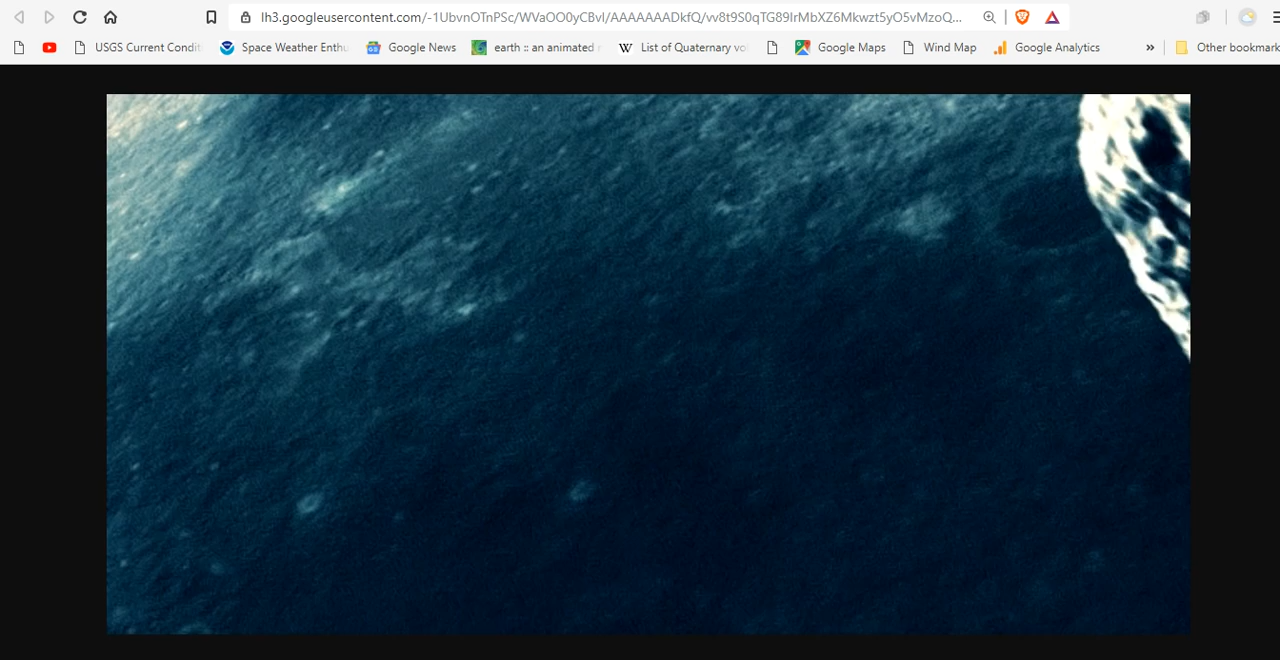 lh3.googleusercontent.com/-1UbvnOTnPSc/WVaOO0yCBvI/AAAAAAADkfQ/vv8t9S0qTG89IrMbXZ6Mkwzt5yO5vMzoQ...
USGS Current Condit Space Weather Enthu Google News earth :: an animated List of Quaternary vo Google Maps Wind Map Google Analytics » Other bookmark